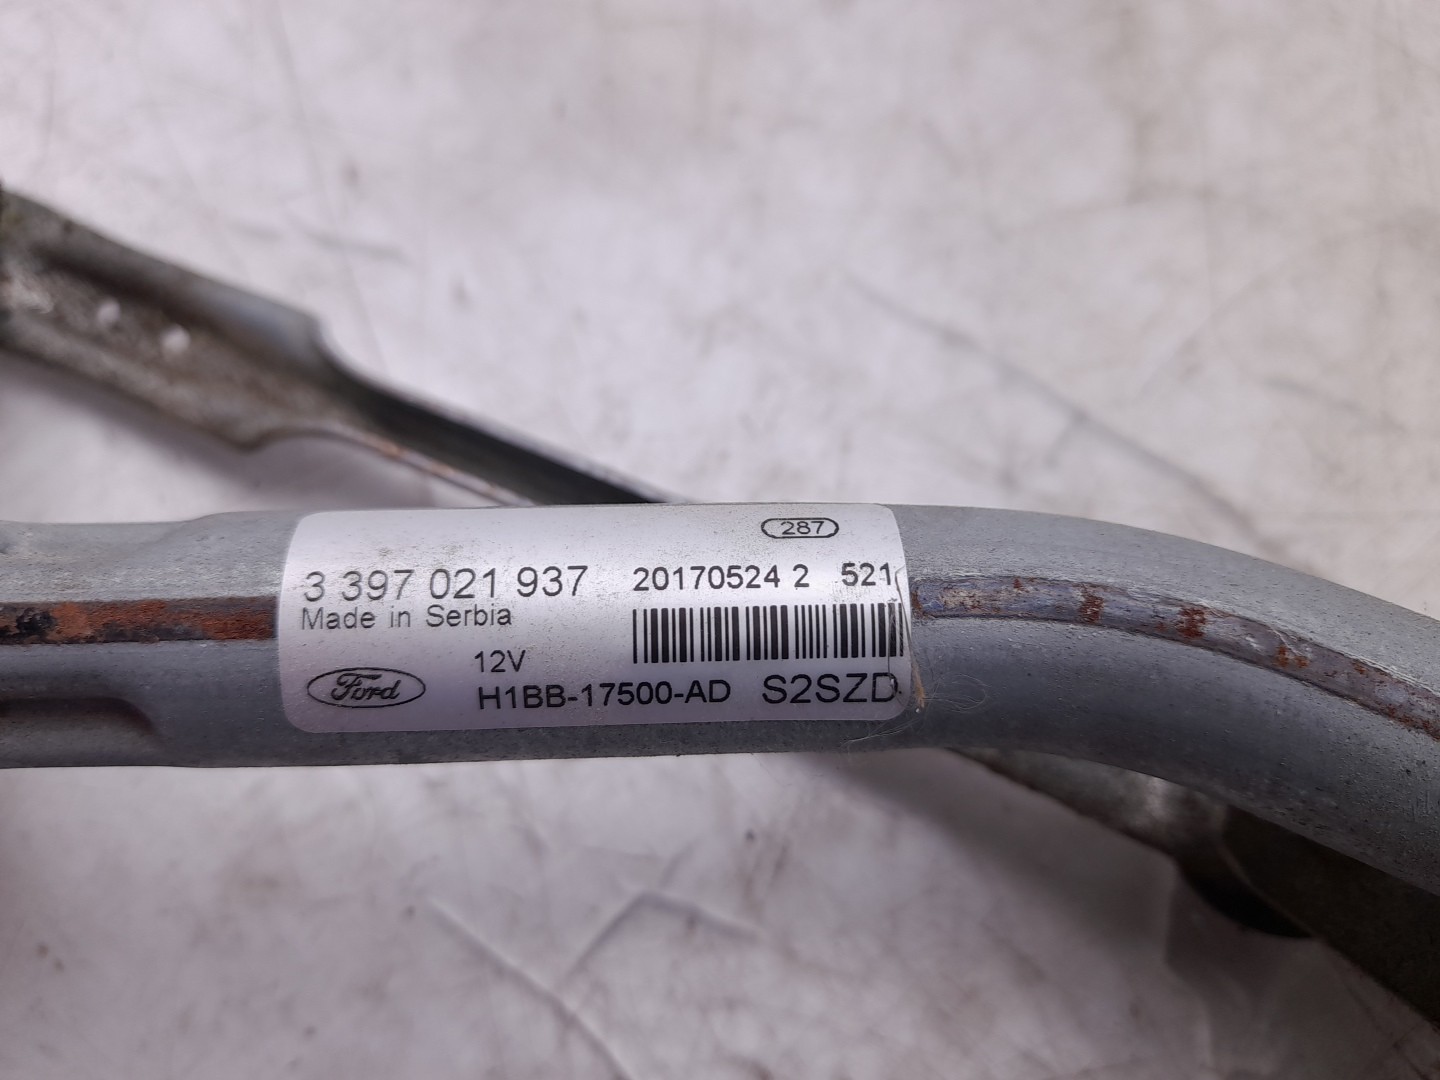 287
3 397 021 937
20170524 2 521
Made in Serbia
12V
Ford
H1BB-17500-AD S2SZD